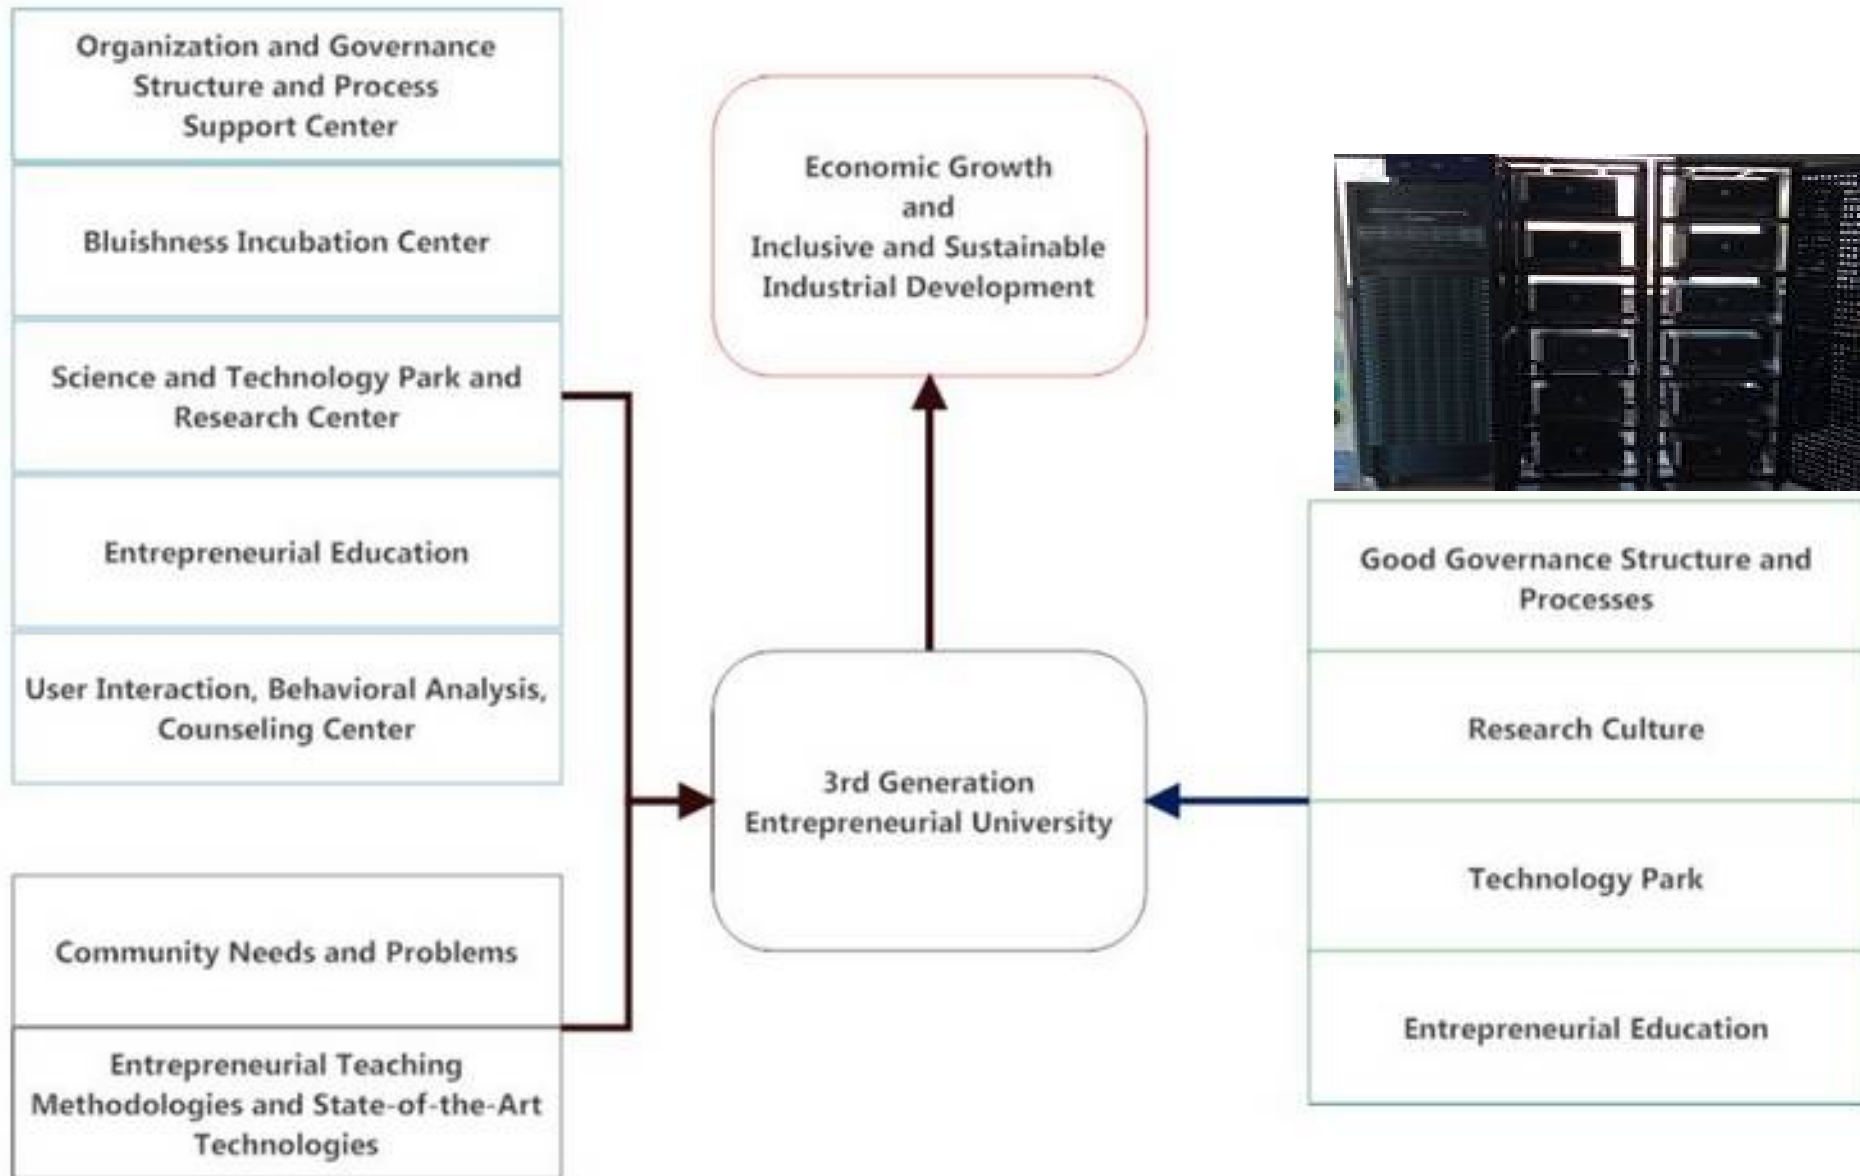 Organization and Governance
Structure and Process
Support Center
Bluishness Incubation Center
Science and Technology Park and
Research Center
Entrepreneurial Education
User Interaction, Behavioral Analysis,
Counseling Center
Community Needs and Problems
Entrepreneurial Teaching
Methodologies and State-of-the-Art
Technologies
Economic Growth
and
Inclusive and Sustainable
Industrial Development
3rd Generation
Entrepreneurial University
Good Governance Structure and
Processes
Research Culture
Technology Park
Entrepreneurial Education